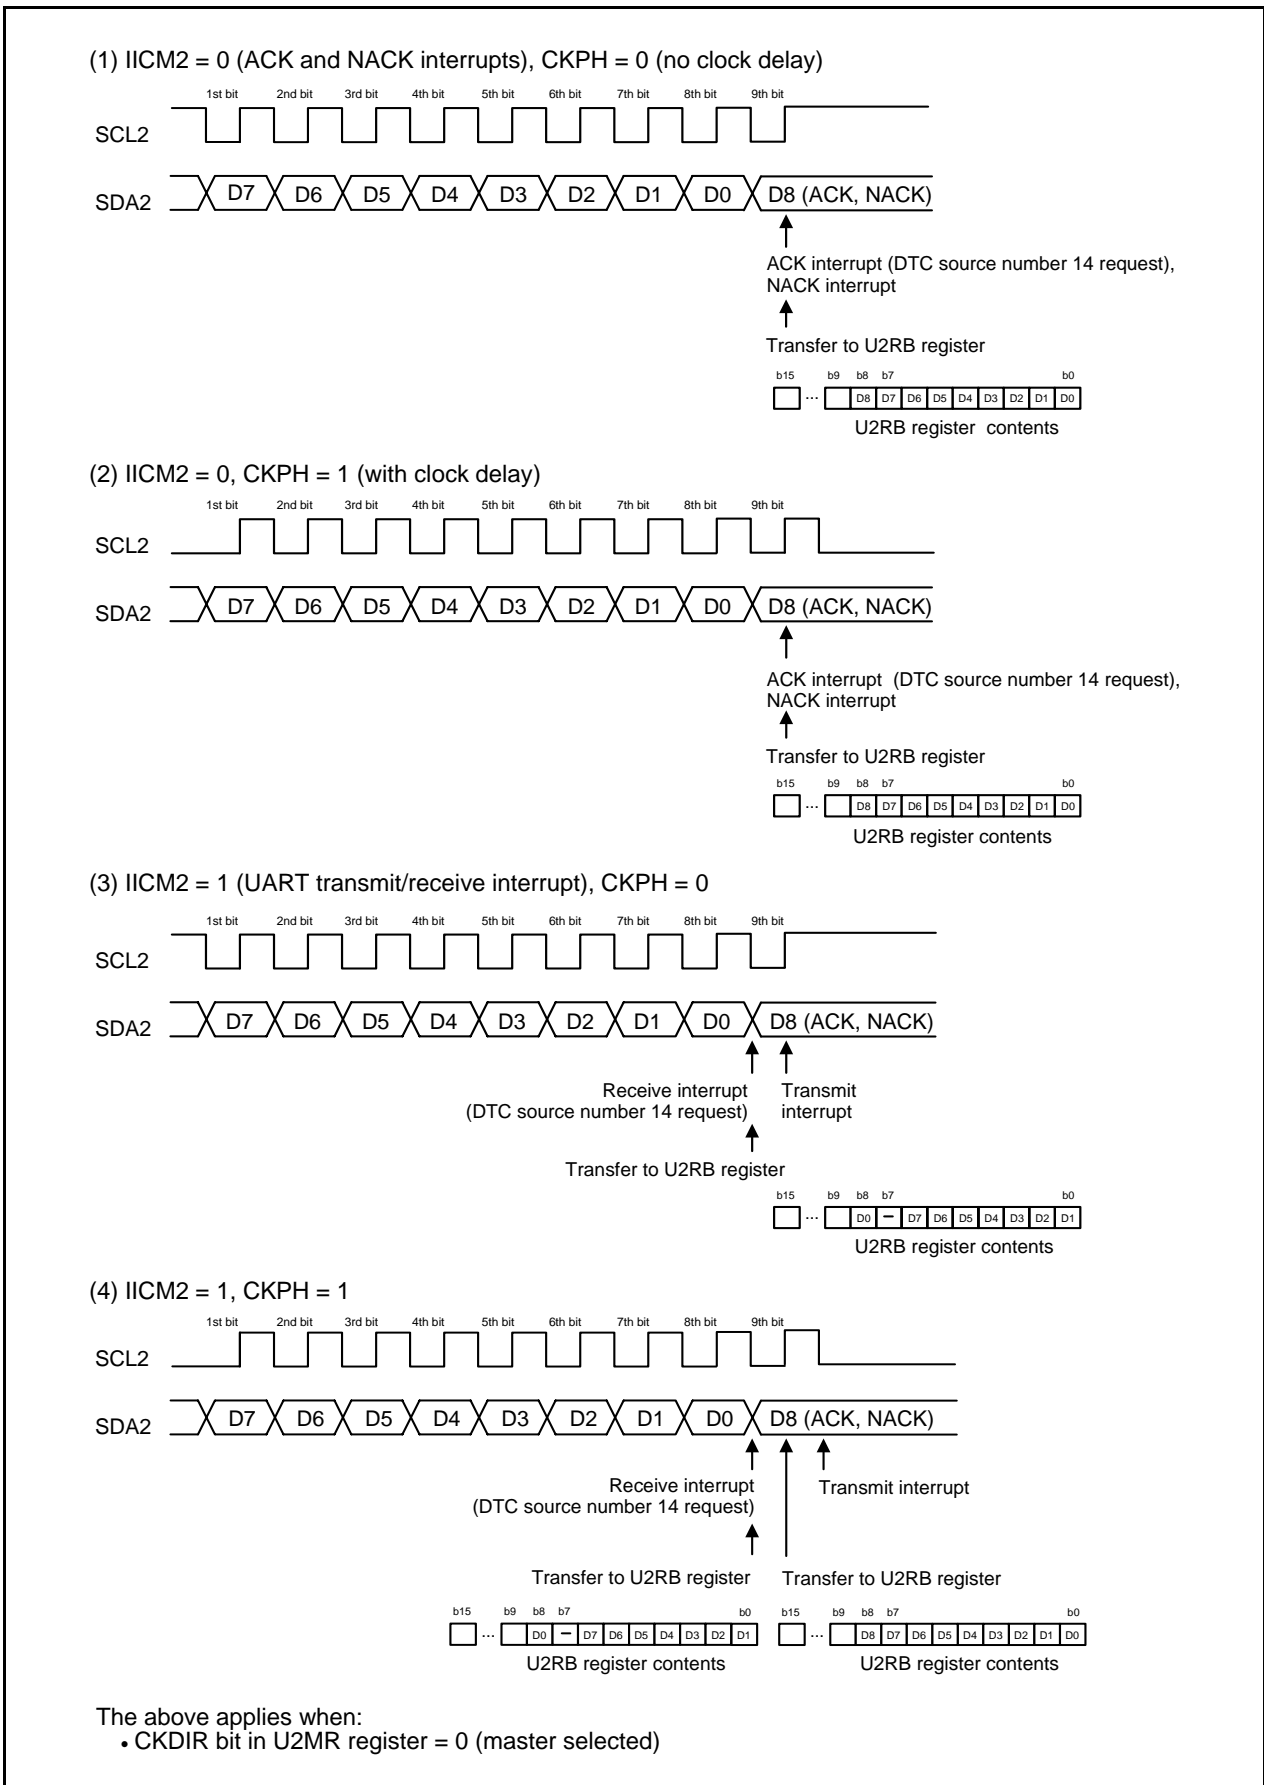 (1) IICM2 = 0 (ACK and NACK interrupts), CKPH = 0 (no clock delay)
1st bit 2nd bit 3rd bit 4th bit 5th bit 6th bit 7th bit 8th bit 9th bit
SCL2
SDA2 D7 D6 D5 D4 D3 D2 D1 D0 D8 (ACK, NACK)
ACK interrupt (DTC source number 14 request),
NACK interrupt
Transfer to U2RB register
b15 b9 b8 b7 b0
... D8 D7 D6 D5 D4 D3 D2 D1 D0
U2RB register contents
(2) IICM2 = 0, CKPH = 1 (with clock delay)
1st bit 2nd bit 3rd bit 4th bit 5th bit 6th bit 7th bit 8th bit 9th bit
SCL2
SDA2 D7 D6 D5 D4 D3 D2 D1 D0 D8 (ACK, NACK)
ACK interrupt (DTC source number 14 request),
NACK interrupt
Transfer to U2RB register
b15 b9 b8 b7 b0
... D8 D7 D6 D5 D4 D3 D2 D1 D0
U2RB register contents
(3) IICM2 = 1 (UART transmit/receive interrupt), CKPH = 0
1st bit 2nd bit 3rd bit 4th bit 5th bit 6th bit 7th bit 8th bit 9th bit
SCL2
SDA2 D7 D6 D5 D4 D3 D2 D1 D0 D8 (ACK, NACK)
Receive interrupt Transmit
(DTC source number 14 request) interrupt
Transfer to U2RB register
b15 b9 b8 b7 b0
... D0 – D7 D6 D5 D4 D3 D2 D1
U2RB register contents
(4) IICM2 = 1, CKPH = 1
1st bit 2nd bit 3rd bit 4th bit 5th bit 6th bit 7th bit 8th bit 9th bit
SCL2
SDA2 D7 D6 D5 D4 D3 D2 D1 D0 D8 (ACK, NACK)
Receive interrupt Transmit interrupt
(DTC source number 14 request)
Transfer to U2RB register Transfer to U2RB register
b15 b9 b8 b7 b0 b15 b9 b8 b7 b0
... D0 – D7 D6 D5 D4 D3 D2 D1 ... D8 D7 D6 D5 D4 D3 D2 D1 D0
U2RB register contents U2RB register contents
The above applies when:
• CKDIR bit in U2MR register = 0 (master selected)